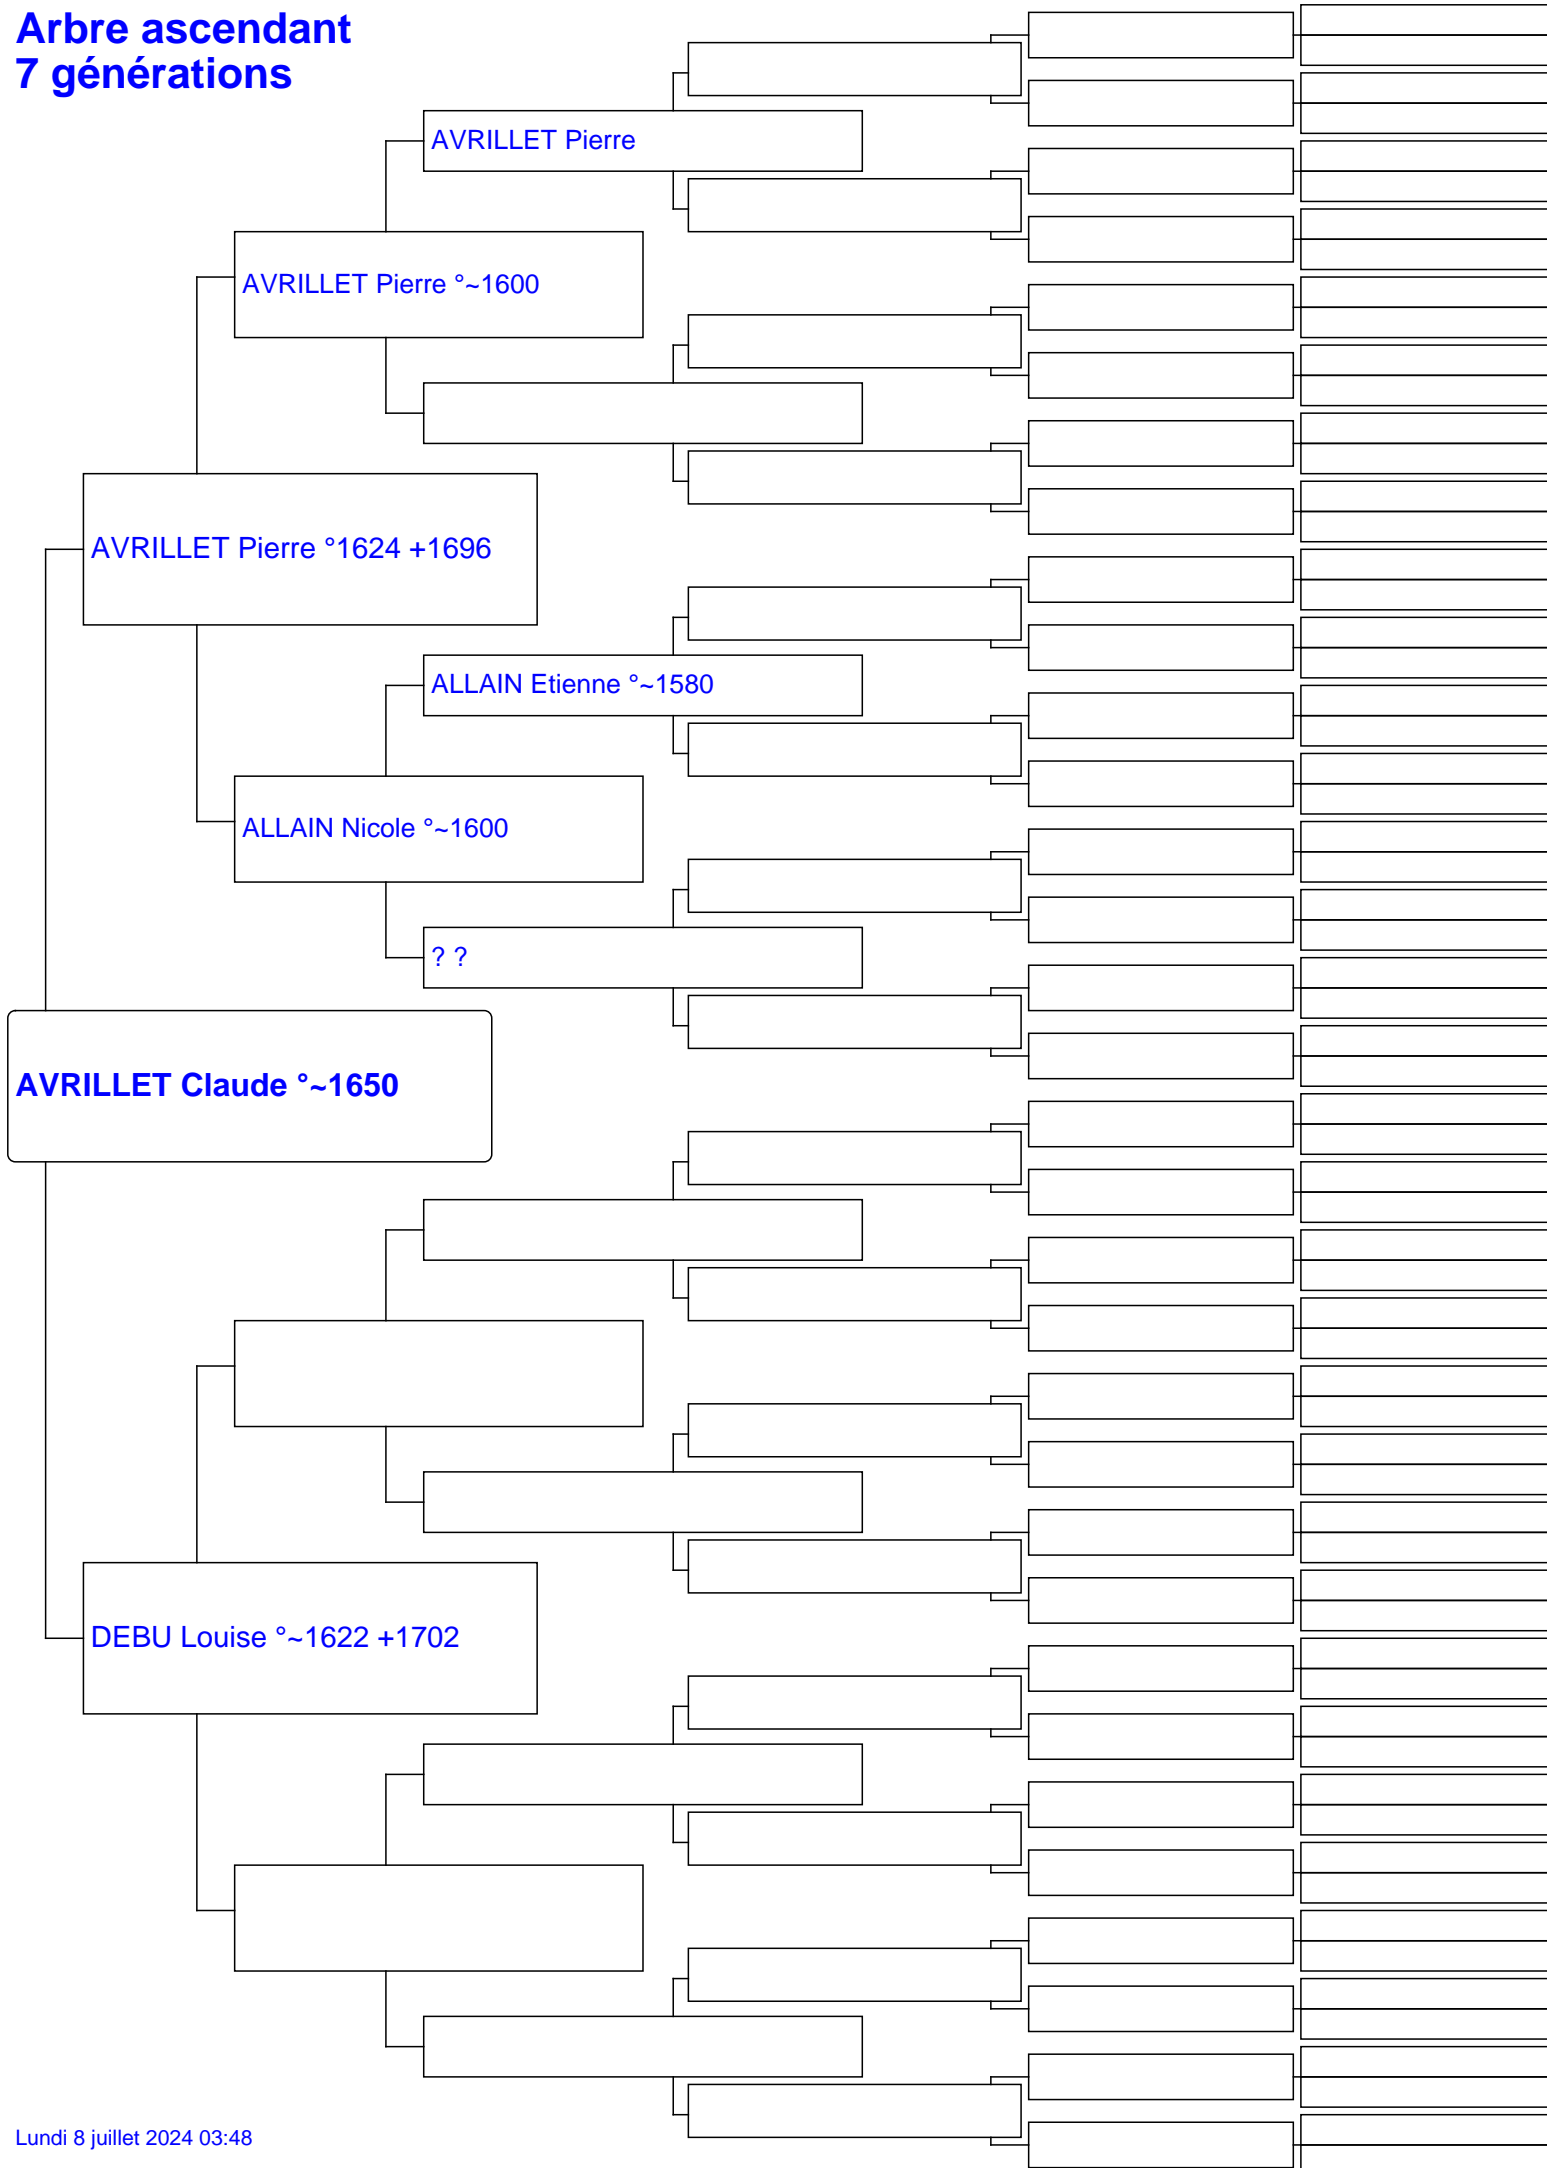 Arbre ascendant
7 générations
AVRILLET Pierre
AVRILLET Pierre °~1600
AVRILLET Pierre °1624 +1696
ALLAIN Etienne °~1580
ALLAIN Nicole °~1600
? ?
AVRILLET Claude °~1650
DEBU Louise °~1622 +1702
Lundi 8 juillet 2024 03:48